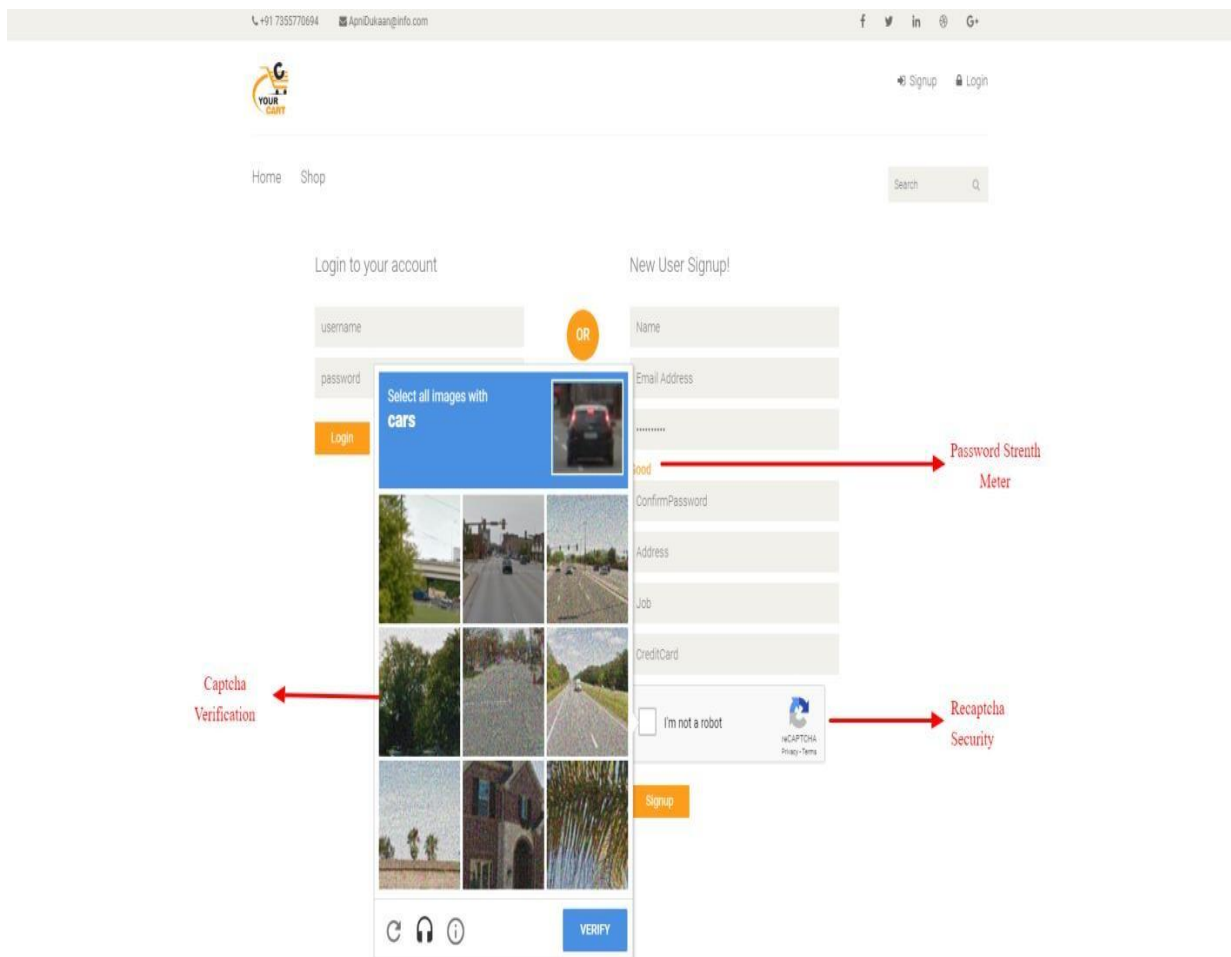 +91 7355770694
ApniDukaan@info.com
G+
YOUR
CART
Signup
Login
Home
Shop
Search
Login to your account
New User Signup!
username
OR
Name
password
Select all images with
cars
Email Address
Login
..........
Password Strenth
Meter
ood
ConfirmPassword
Address
Job
CreditCard
Captcha
Verification
I'm not a robot
reCAPTCHA
Privacy - Terms
Recaptcha
Security
Signup
VERIFY